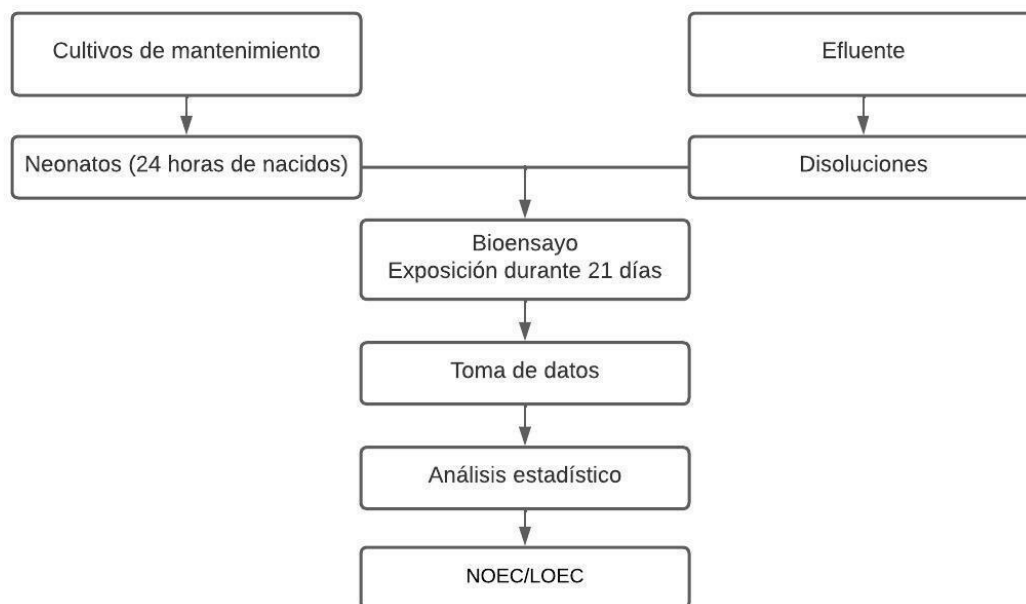 Cultivos de mantenimiento
Efluente
Neonatos (24 horas de nacidos)
Disoluciones
Bioensayo
Exposición durante 21 días
Toma de datos
Análisis estadístico
NOEC/LOEC